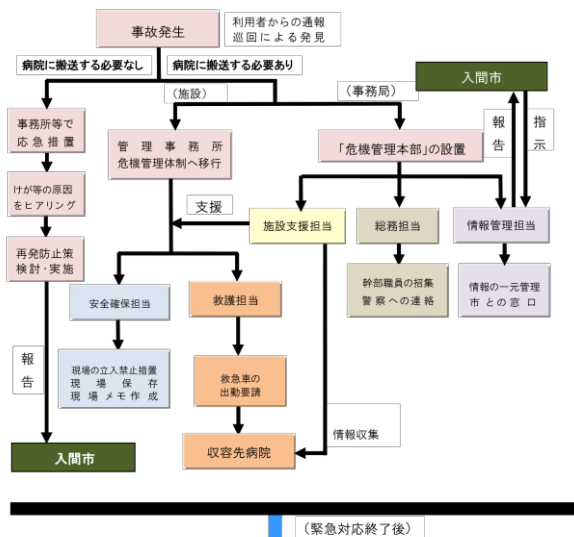 事故発生
利用者からの通報
巡回による発見
病院に搬送する必要なし
病院に搬送する必要あり
(施設)
(事務局)
入間市
事務所等で
応急措置
管理事務所
危機管理体制へ移行
「危機管理本部」の設置
報告
指示
けが等の原因
をヒアリング
支援
施設支援担当
総務担当
情報管理担当
再発防止策
検討・実施
安全確保担当
救護担当
幹部職員の招集
警察への連絡
情報の一元管理
市との窓口
報告
現場の立入禁止措置
現場保存
現場メモ作成
救急車の
出動要請
入間市
収容先病院
情報収集
(緊急対応終了後)